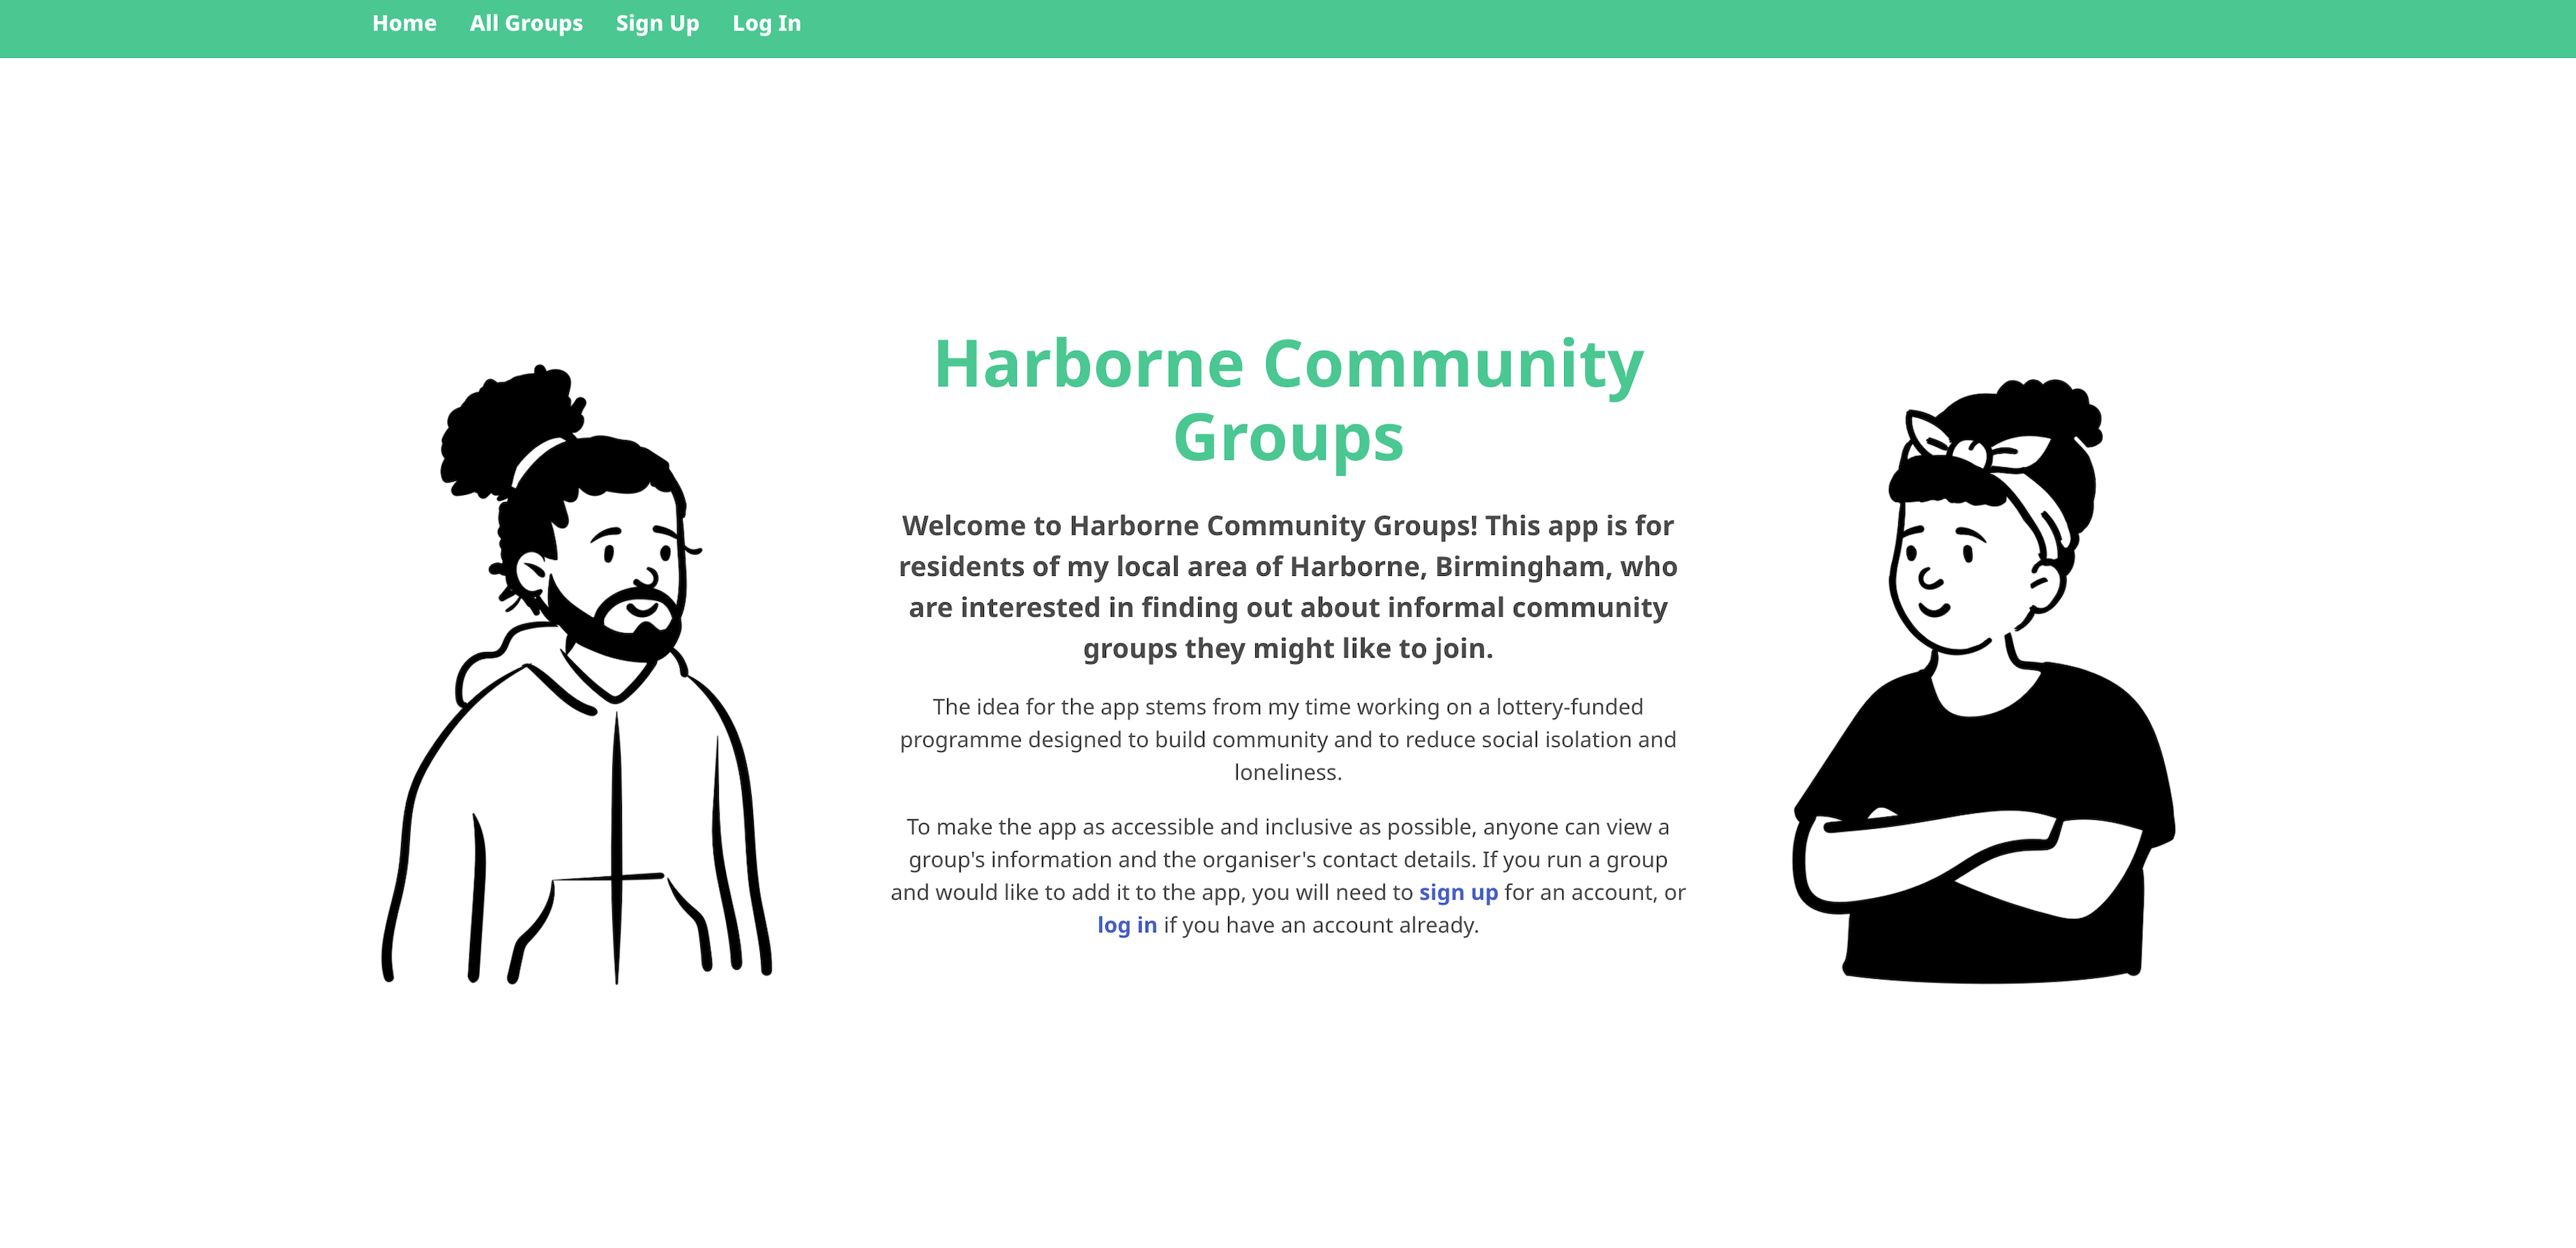 Home All Groups Sign Up Log In
Harborne Community
Groups
Welcome to Harborne Community Groups! This app is for
residents of my local area of Harborne, Birmingham, who
are interested in finding out about informal community
groups they might like to join.
The idea for the app stems from my time working on a lottery-funded
programme designed to build community and to reduce social isolation and
loneliness.
To make the app as accessible and inclusive as possible, anyone can view a
group's information and the organiser's contact details. If you run a group
and would like to add it to the app, you will need to sign up for an account, or
log in if you have an account already.